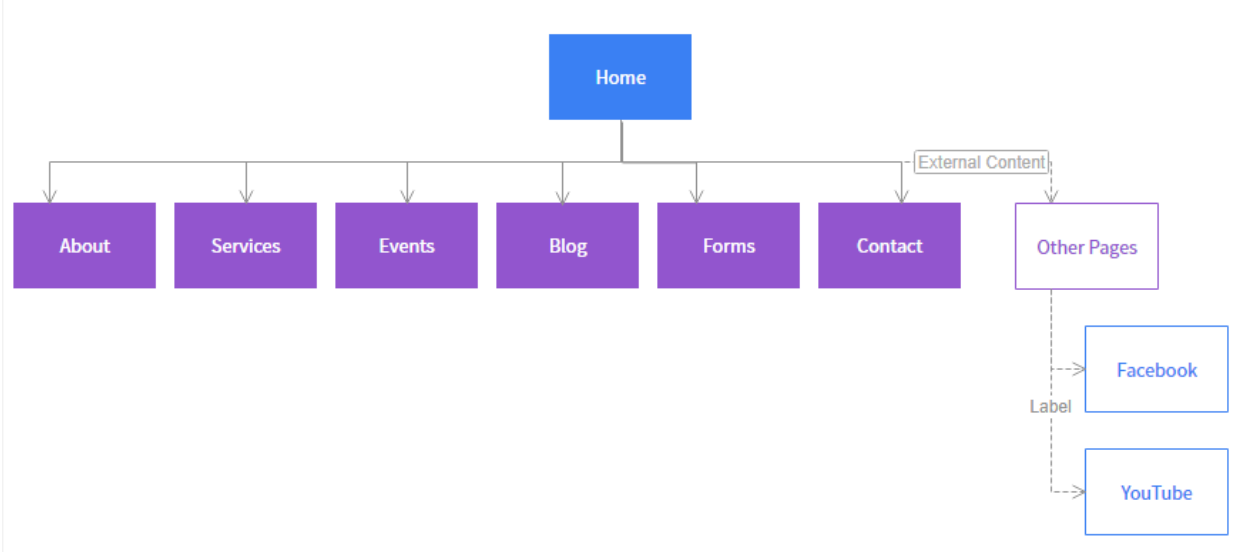 Home
External Content
About
Services
Events
Blog
Forms
Contact
Other Pages
Facebook
Label
YouTube